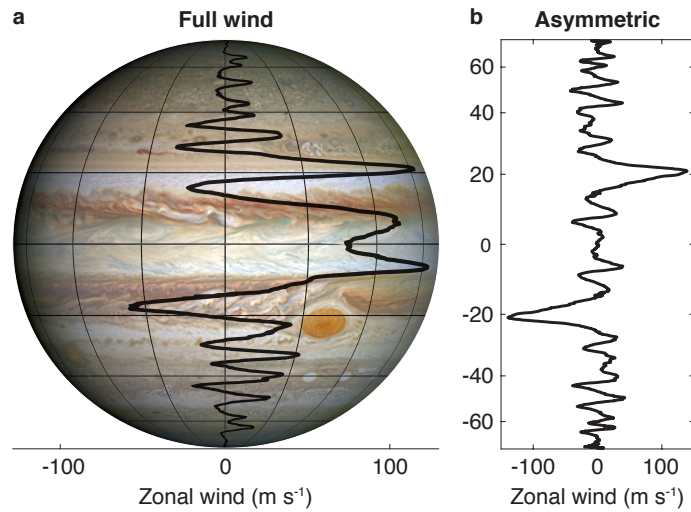 a
Full wind
-100
0
100
Zonal wind (m s⁻¹)
b
Asymmetric
60
40
20
0
-20
-40
-60
-100
0
100
Zonal wind (m s⁻¹)